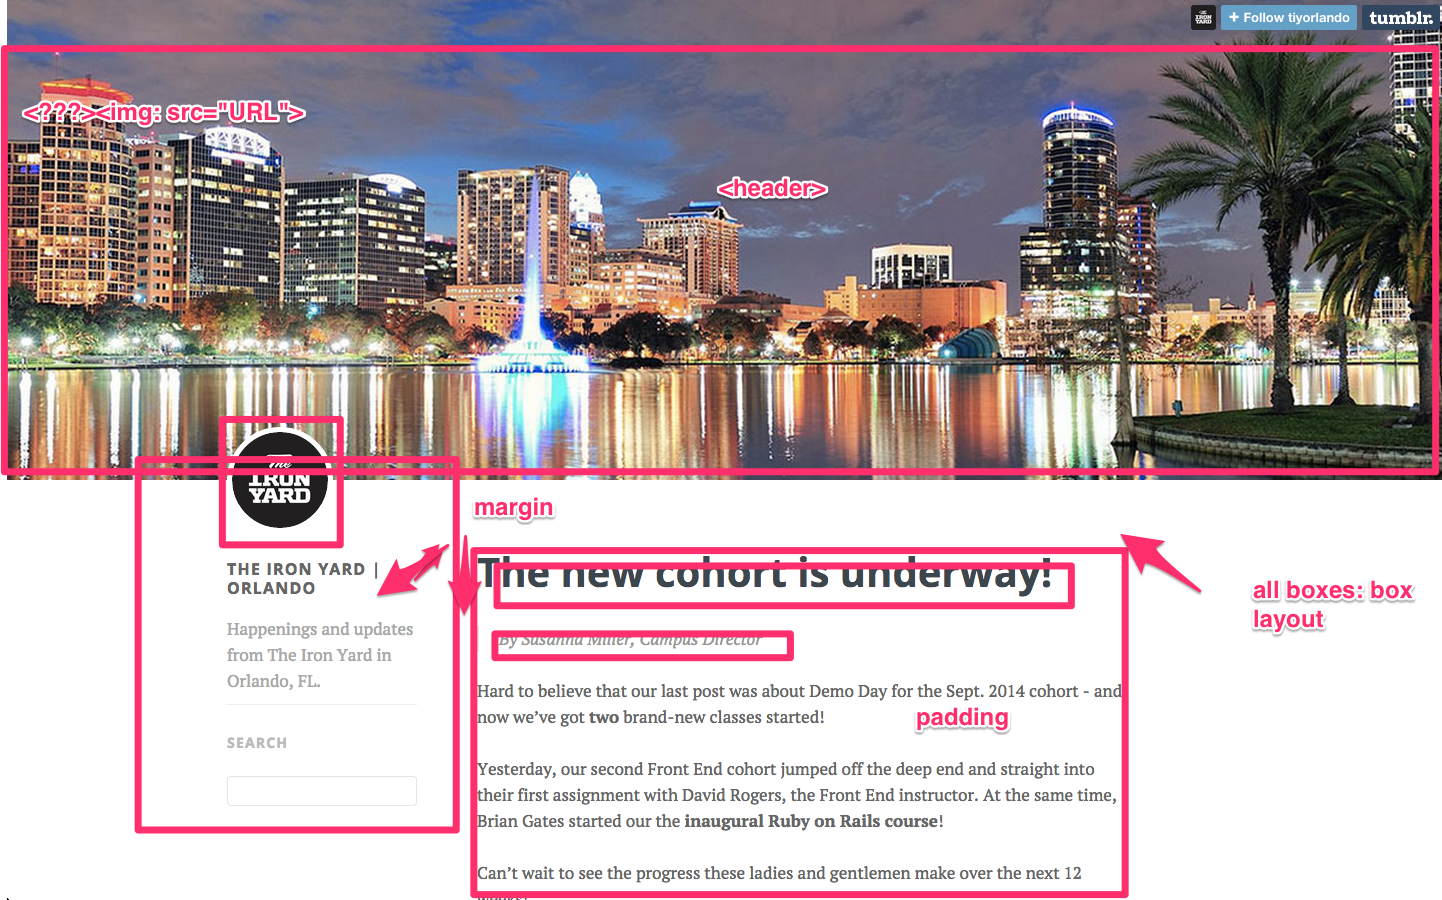 THE IRON YARD
+ Follow tiyorlando
tumblr.
<???><img: src="URL">
<header>
The
IRON
YARD
margin
THE IRON YARD |
ORLANDO
Happenings and updates
from The Iron Yard in
Orlando, FL.
SEARCH
The new cohort is underway!
By Susanna Miller, Campus Director
all boxes: box
layout
Hard to believe that our last post was about Demo Day for the Sept. 2014 cohort - and
now we've got two brand-new classes started!
padding
Yesterday, our second Front End cohort jumped off the deep end and straight into
their first assignment with David Rogers, the Front End instructor. At the same time,
Brian Gates started our the inaugural Ruby on Rails course!
Can't wait to see the progress these ladies and gentlemen make over the next 12